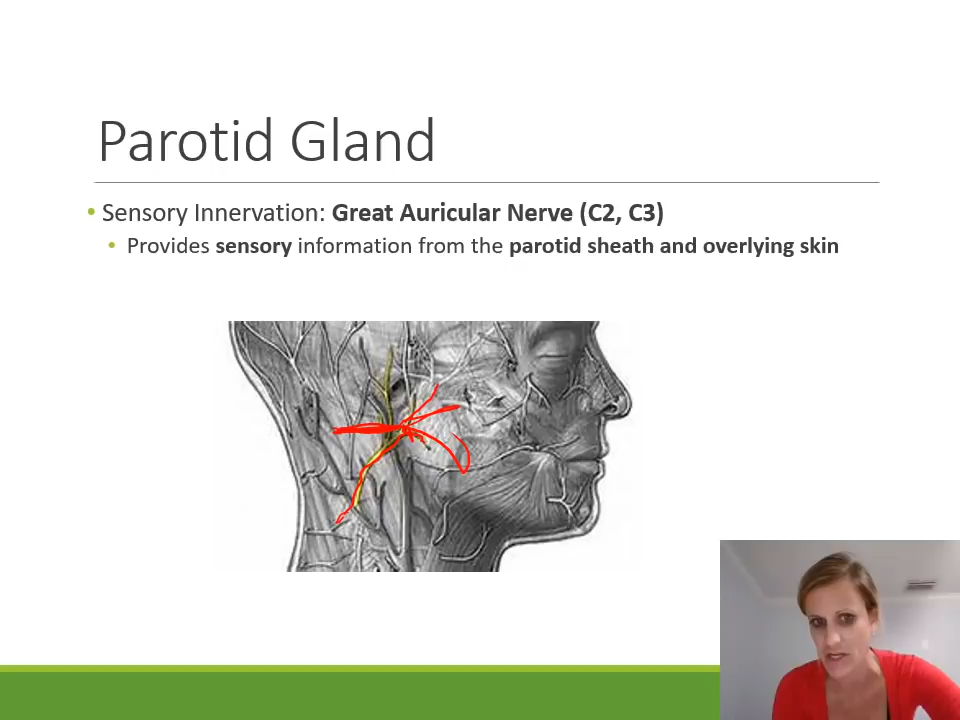 Parotid Gland
• Sensory Innervation: Great Auricular Nerve (C2, C3)
• Provides sensory information from the parotid sheath and overlying skin